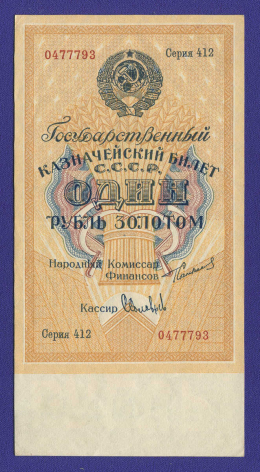 0477793 Серия 412
Государственный
КАЗНАЧЕЙСКИЙ БИЛЕТ
С.С.С.Р.
ОДИН
РУБЛЬ ЗОЛОТОМ
Народный Комиссар
Финансов
Кассир
Серия 412 0477793